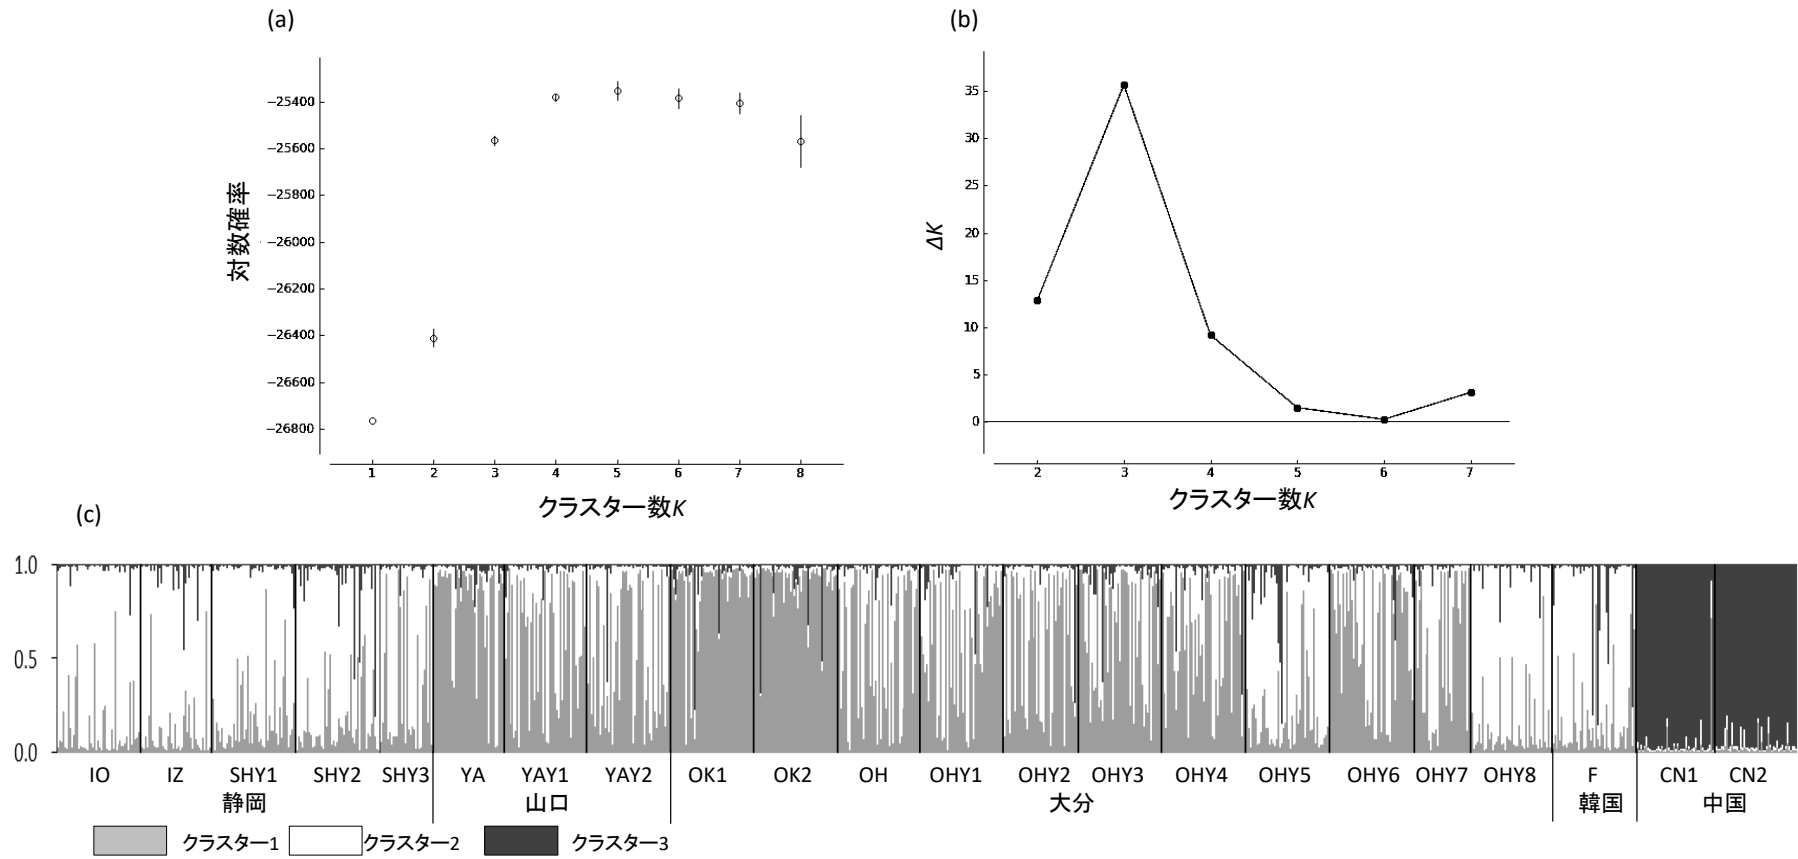 (a)
(b)
−25400
−25600
−25800
−26000
−26200
−26400
−26600
−26800
対数確率
1 2 3 4 5 6 7 8
クラスター数K
35
30
25
20
15
10
5
0
ΔK
2 3 4 5 6 7
クラスター数K
(c)
1.0
0.5
0.0
IO IZ SHY1 SHY2 SHY3 YA YAY1 YAY2 OK1 OK2 OH OHY1 OHY2 OHY3 OHY4 OHY5 OHY6 OHY7 OHY8 F CN1 CN2
静岡 山口 大分 韓国 中国
クラスター1 クラスター2 クラスター3